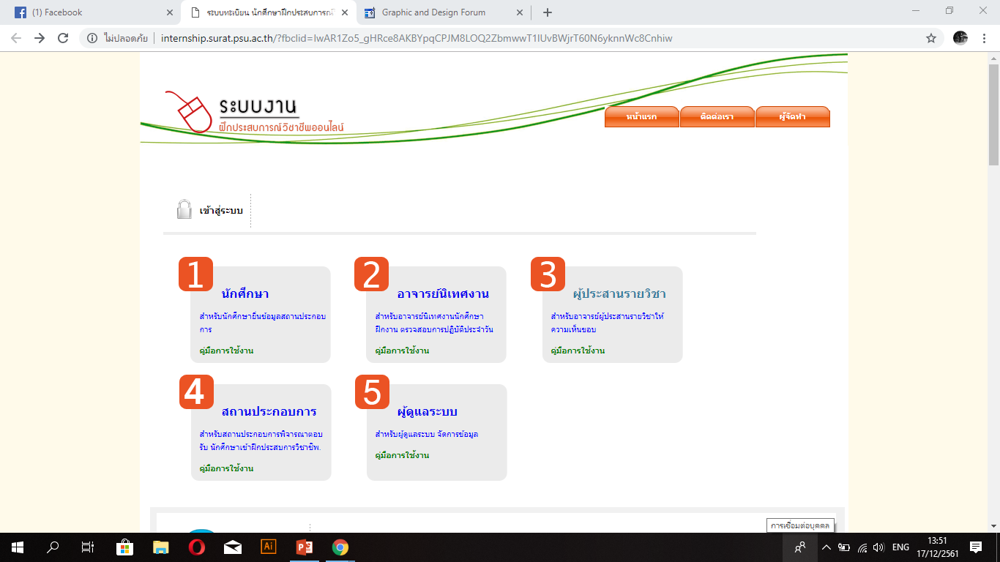 (1) Facebook
ระบบทะเบียน นักศึกษาฝึกประสบการณ์
Graphic and Design Forum
ไม่ปลอดภัย internship.surat.psu.ac.th/?fbclid=IwAR1Zo5_gHRce8AKBYpqCPJM8LOQ2ZbmwwT1IUvBWjrT60N6yknnWc8Cnhiw
ระบบงาน
ฝึกประสบการณ์วิชาชีพออนไลน์
หน้าแรก
ติดต่อเรา
ผู้จัดทำ
เข้าสู่ระบบ
1
นักศึกษา
สำหรับนักศึกษายื่นข้อมูลสถานประกอบ
การ
คู่มือการใช้งาน
2
อาจารย์นิเทศงาน
สำหรับอาจารย์นิเทศงานนักศึกษา
ฝึกงาน ตรวจสอบการปฏิบัติประจำวัน
คู่มือการใช้งาน
3
ผู้ประสานรายวิชา
สำหรับอาจารย์ผู้ประสานรายวิชาให้
ความเห็นชอบ
คู่มือการใช้งาน
4
สถานประกอบการ
สำหรับสถานประกอบการพิจารณาตอบ
รับ นักศึกษาเข้าฝึกประสบการวิชาชีพ.
คู่มือการใช้งาน
5
ผู้ดูแลระบบ
สำหรับผู้ดูแลระบบ จัดการข้อมูล
คู่มือการใช้งาน
การเชื่อมต่อบุคคล
Ai
ENG
13:51
17/12/2561